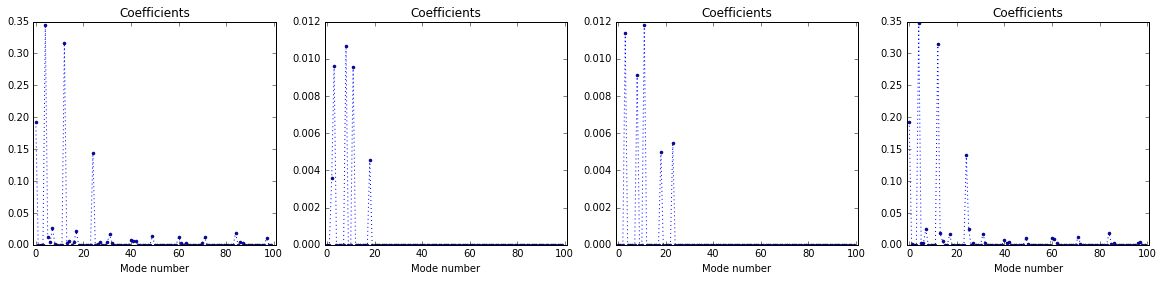 Coefficients Coefficients Coefficients Coefficients
0.35 0.012 0.012 0.35
0.30 0.010 0.010 0.30
0.25 0.008 0.008 0.25
0.20 0.006 0.006 0.20
0.15 0.004 0.004 0.15
0.10 0.002 0.002 0.10
0.05 0.000 0.000 0.05
0.00 0.00
0 20 40 60 80 100 0 20 40 60 80 100 0 20 40 60 80 100 0 20 40 60 80 100
Mode number Mode number Mode number Mode number